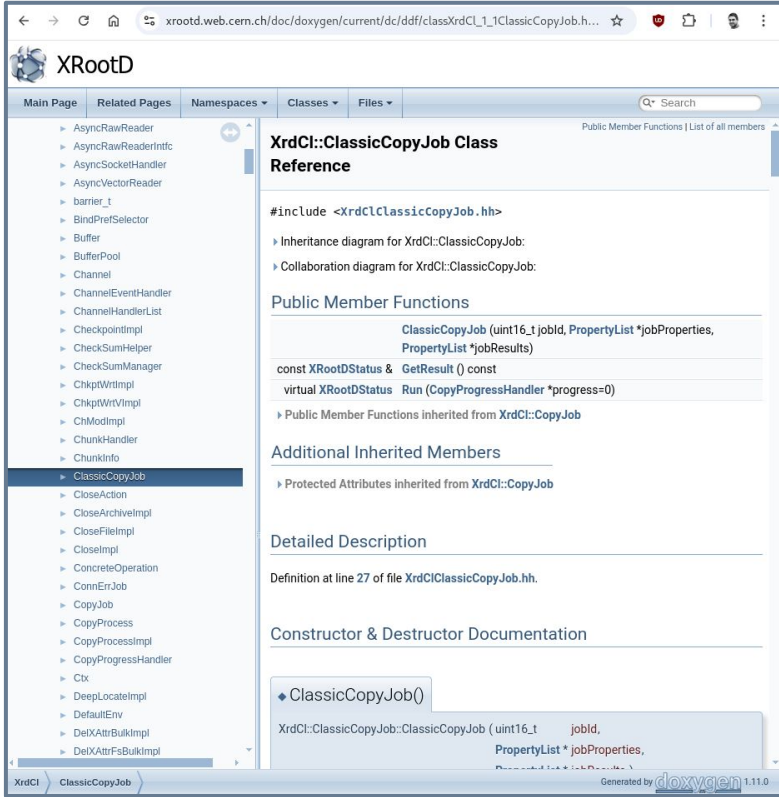 xrootd.web.cern.ch/doc/doxygen/current/dc/ddf/classXrdCl_1_1ClassicCopyJob.h...
XRootD
Main Page Related Pages Namespaces Classes Files Search
AsyncRawReader
AsyncRawReaderIntfc
AsyncSocketHandler
AsyncVectorReader
barrier_t
BindPrefSelector
Buffer
BufferPool
Channel
ChannelEventHandler
ChannelHandlerList
CheckpointImpl
CheckSumHelper
CheckSumManager
ChkptWrtImpl
ChkptWrtVImpl
ChModImpl
ChunkHandler
ChunkInfo
ClassicCopyJob
CloseAction
CloseArchiveImpl
CloseFileImpl
CloseImpl
ConcreteOperation
ConnErrJob
CopyJob
CopyProcess
CopyProcessImpl
CopyProgressHandler
Ctx
DeepLocateImpl
DefaultEnv
DelXAttrBulkImpl
DelXAttrFsBulkImpl
Public Member Functions | List of all members
XrdCl::ClassicCopyJob Class
Reference
#include <XrdClClassicCopyJob.hh>
Inheritance diagram for XrdCl::ClassicCopyJob:
Collaboration diagram for XrdCl::ClassicCopyJob:
Public Member Functions
ClassicCopyJob (uint16_t jobId, PropertyList *jobProperties,
PropertyList *jobResults)
const XRootDStatus & GetResult () const
virtual XRootDStatus Run (CopyProgressHandler *progress=0)
Public Member Functions inherited from XrdCl::CopyJob
Additional Inherited Members
Protected Attributes inherited from XrdCl::CopyJob
Detailed Description
Definition at line 27 of file XrdClClassicCopyJob.hh.
Constructor & Destructor Documentation
ClassicCopyJob()
XrdCl::ClassicCopyJob::ClassicCopyJob ( uint16_t jobId,
PropertyList * jobProperties,
PropertyList * jobResults )
XrdCl ClassicCopyJob Generated by doxygen 1.11.0